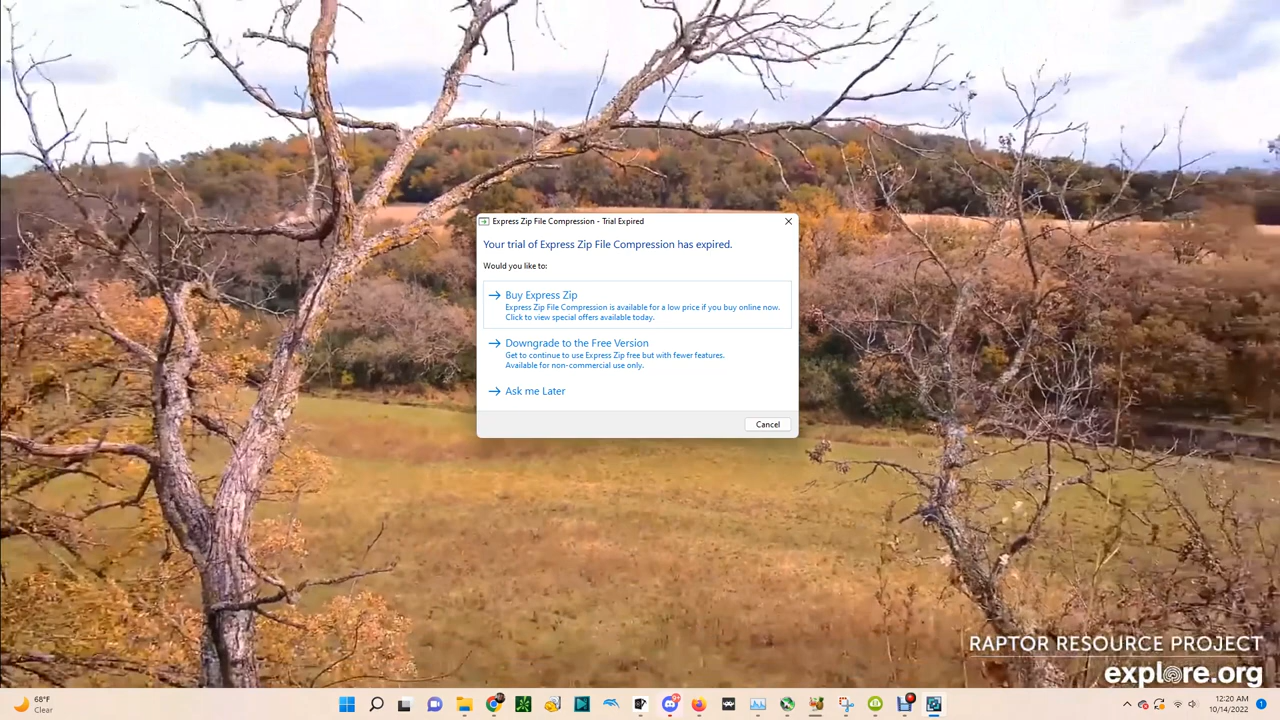 Express Zip File Compression - Trial Expired
Your trial of Express Zip File Compression has expired.
Would you like to:
Buy Express Zip
Express Zip File Compression is available for a low price if you buy online now.
Click to view special offers available today.
Downgrade to the Free Version
Get to continue to use Express Zip free but with fewer features.
Available for non-commercial use only.
Ask me Later
Cancel
RAPTOR RESOURCE PROJECT
explore.org
68°F
Clear
12:20 AM
10/14/2022